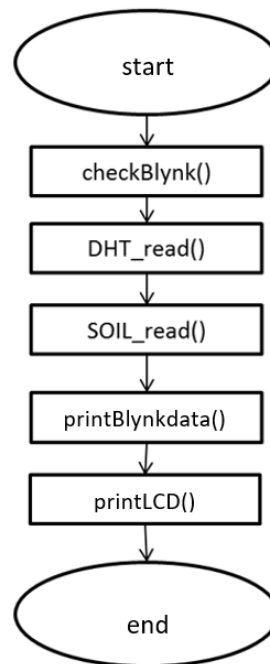 start
checkBlynk()
DHT_read()
SOIL_read()
printBlynkdata()
printLCD()
end